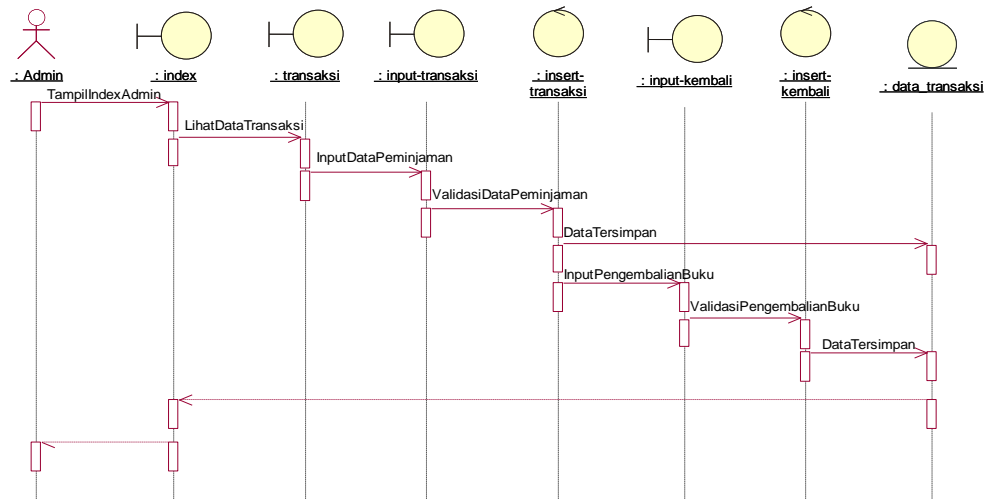 : Admin
: index
: transaksi
: input-transaksi
: insert-
transaksi
: input-kembali
: insert-
kembali
: data_transaksi
TampilIndexAdmin
LihatDataTransaksi
InputDataPeminjaman
ValidasiDataPeminjaman
DataTersimpan
InputPengembalianBuku
ValidasiPengembalianBuku
DataTersimpan